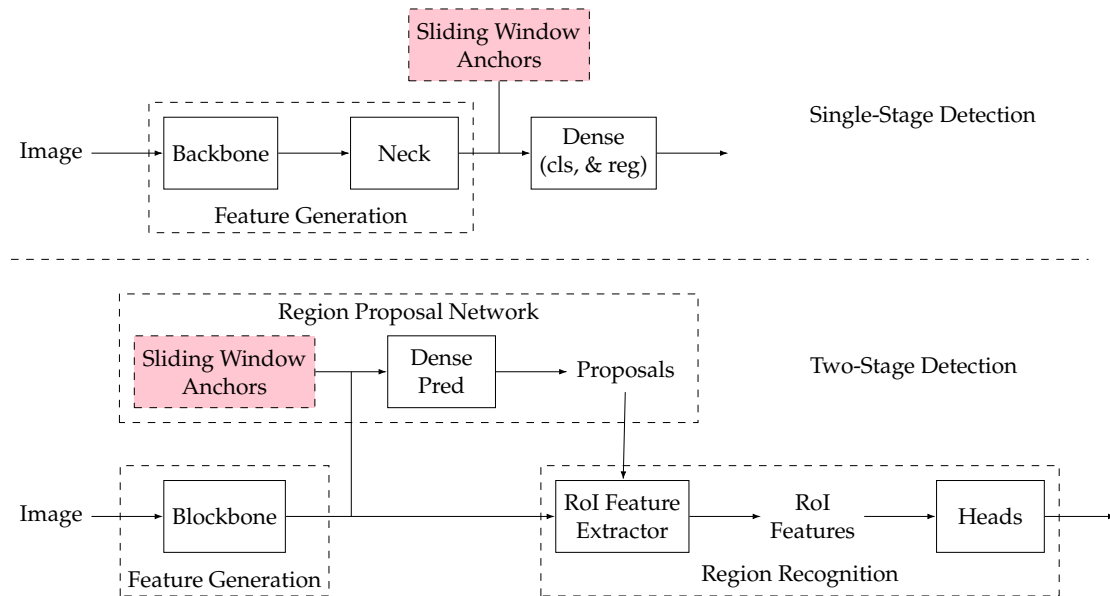 Sliding Window
Anchors
Single-Stage Detection
Image
Backbone
Neck
Dense
(cls, & reg)
Feature Generation
Region Proposal Network
Sliding Window
Anchors
Dense
Pred
Proposals
Two-Stage Detection
Image
Blockbone
RoI Feature
Extractor
RoI
Features
Heads
Feature Generation
Region Recognition